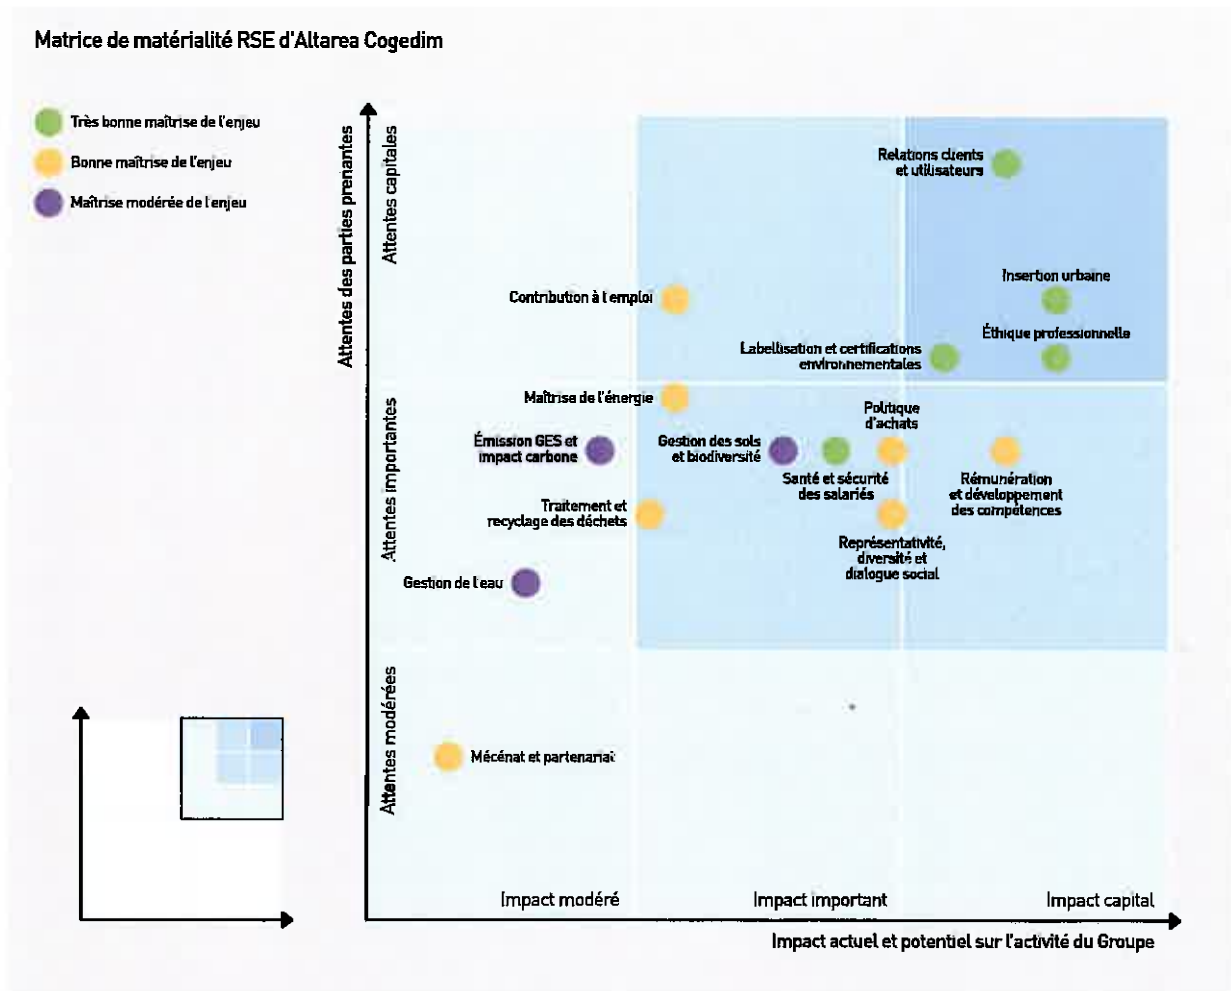 Matrice de matérialité RSE d'Altarea Cogedim
Très bonne maîtrise de l'enjeu
Bonne maîtrise de l'enjeu
Maîtrise modérée de l'enjeu
Attentes des parties prenantes
Attentes capitales
Attentes importantes
Attentes modérées
Relations clients
et utilisateurs
Insertion urbaine
Contribution à l'emploi
Éthique professionnelle
Labellisation et certifications
environnementales
Maîtrise de l'énergie
Politique
d'achats
Émission GES et
impact carbone
Gestion des sols
et biodiversité
Santé et sécurité
des salariés
Rémunération
et développement
des compétences
Traitement et
recyclage des déchets
Représentativité,
diversité et
dialogue social
Gestion de l'eau
Mécénat et partenariat
Impact modéré
Impact important
Impact capital
Impact actuel et potentiel sur l'activité du Groupe